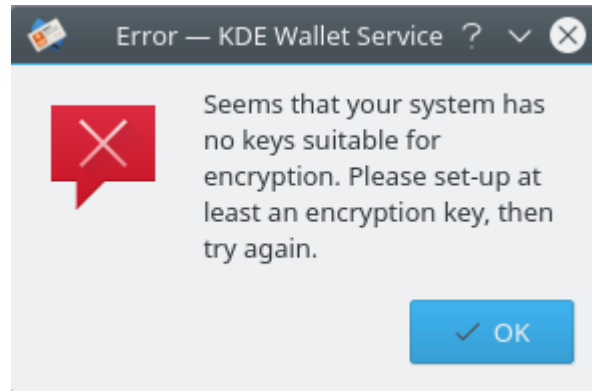 Error — KDE Wallet Service ?
Seems that your system has
no keys suitable for
encryption. Please set-up at
least an encryption key, then
try again.
OK